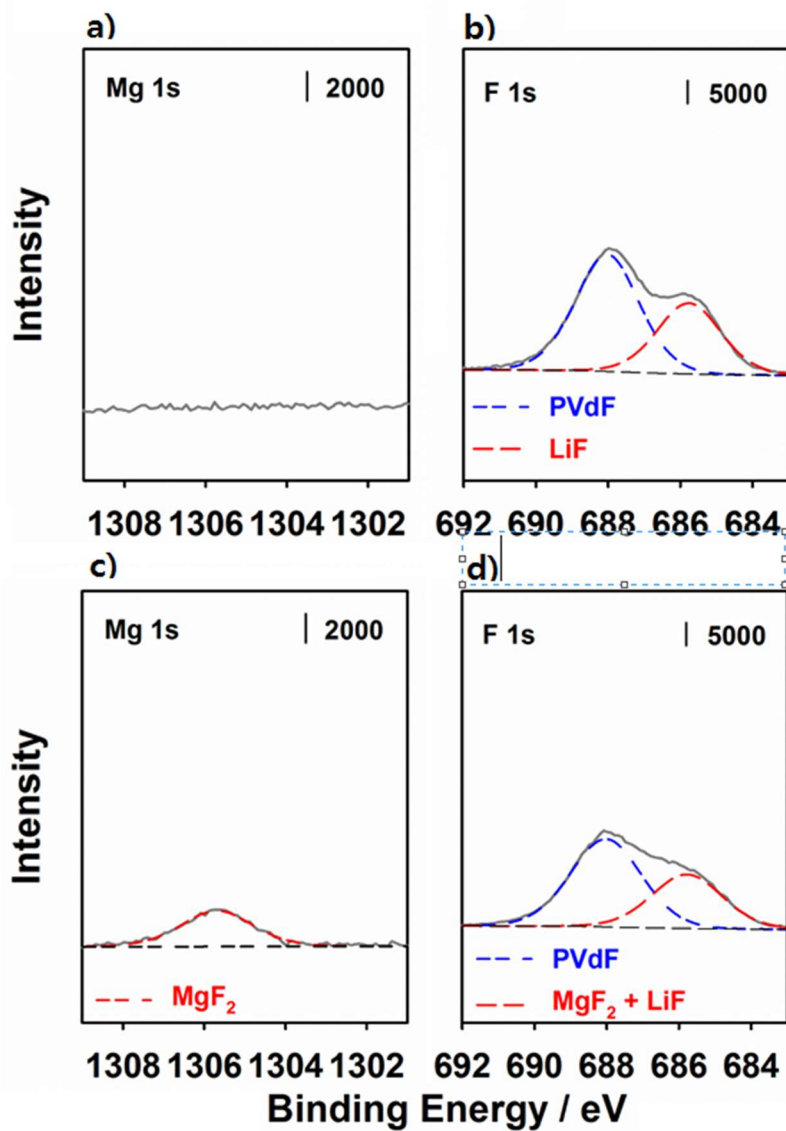 a)
b)
Mg 1s
2000
F 1s
5000
Intensity
PVdF
LiF
1308 1306 1304 1302
692 690 688 686 684
c)
d)
Mg 1s
2000
F 1s
5000
Intensity
MgF₂
PVdF
MgF₂ + LiF
1308 1306 1304 1302
692 690 688 686 684
Binding Energy / eV